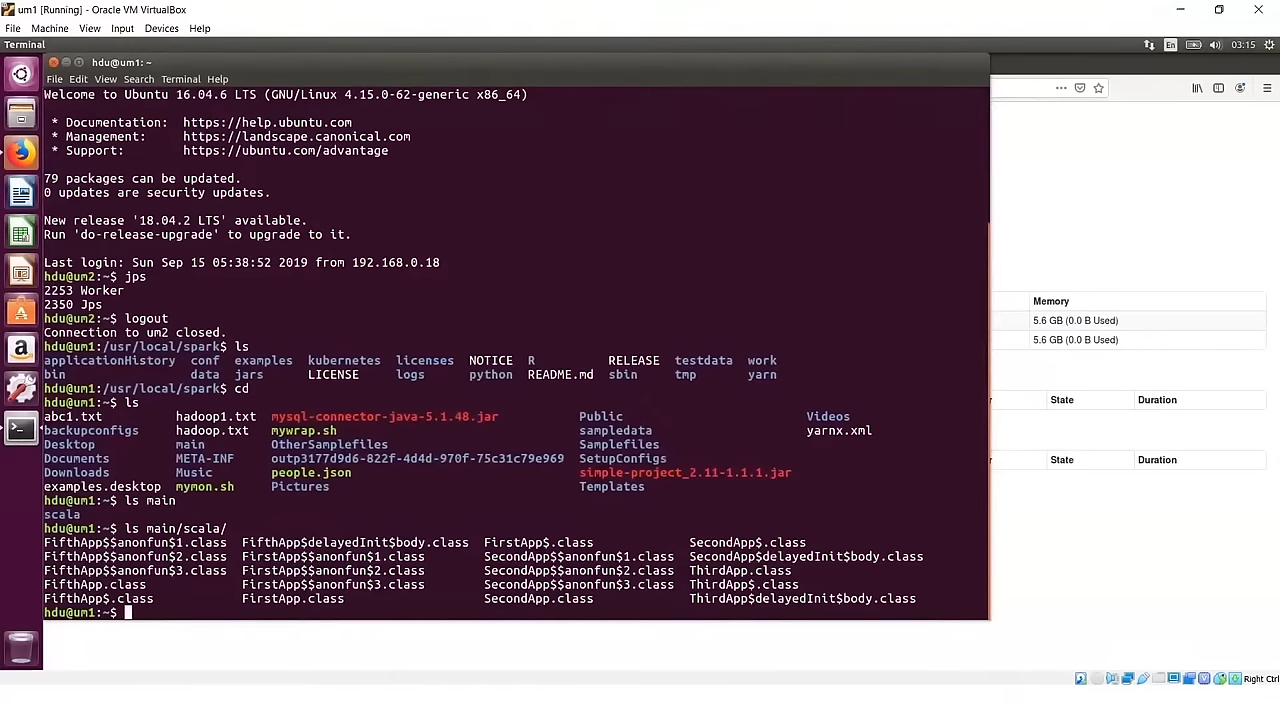 um1 [Running] - Oracle VM VirtualBox
File Machine View Input Devices Help
Terminal En 03:15
hdu@um1: ~
File Edit View Search Terminal Help
Welcome to Ubuntu 16.04.6 LTS (GNU/Linux 4.15.0-62-generic x86_64)
* Documentation: https://help.ubuntu.com
* Management: https://landscape.canonical.com
* Support: https://ubuntu.com/advantage
79 packages can be updated.
0 updates are security updates.
New release '18.04.2 LTS' available.
Run 'do-release-upgrade' to upgrade to it.
Last login: Sun Sep 15 05:38:52 2019 from 192.168.0.18
hdu@um2:~$ jps
2253 Worker
2350 Jps
hdu@um2:~$ logout
Connection to um2 closed.
hdu@um1:/usr/local/spark$ ls
applicationHistory conf examples kubernetes licenses NOTICE R RELEASE testdata work
bin data jars LICENSE logs python README.md sbin tmp yarn
hdu@um1:/usr/local/spark$ cd
hdu@um1:~$ ls
abc1.txt hadoop1.txt mysql-connector-java-5.1.48.jar Public Videos
backupconfigs hadoop.txt mywrap.sh sampledata yarnx.xml
Desktop main OtherSamplefiles Samplefiles
Documents META-INF outp3177d9d6-822f-4d4d-970f-75c31c79e969 SetupConfigs
Downloads Music people.json simple-project_2.11-1.1.1.jar
examples.desktop mymon.sh Pictures Templates
hdu@um1:~$ ls main
scala
hdu@um1:~$ ls main/scala/
FifthApp$$anonfun$1.class FifthApp$delayedInit$body.class FirstApp$.class SecondApp$.class
FifthApp$$anonfun$2.class FirstApp$$anonfun$1.class SecondApp$$anonfun$1.class SecondApp$delayedInit$body.class
FifthApp$$anonfun$3.class FirstApp$$anonfun$2.class SecondApp$$anonfun$2.class ThirdApp.class
FifthApp.class FirstApp$$anonfun$3.class SecondApp$$anonfun$3.class ThirdApp$.class
FifthApp$.class FirstApp.class SecondApp.class ThirdApp$delayedInit$body.class
hdu@um1:~$
Memory
5.6 GB (0.0 B Used)
5.6 GB (0.0 B Used)
State Duration
State Duration
Right Ctrl